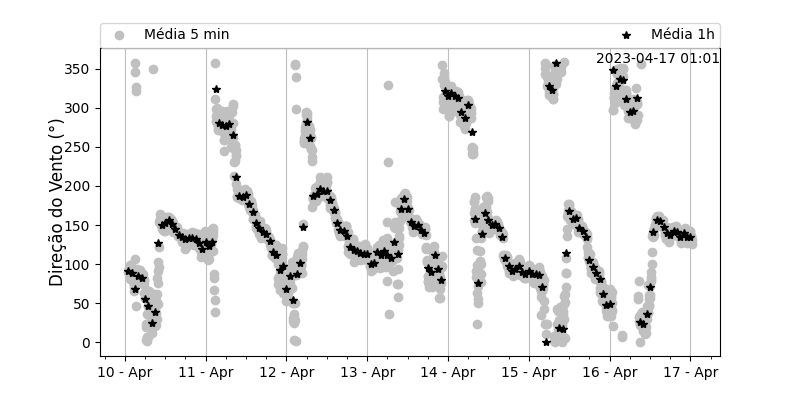 Média 5 min
Média 1h
2023-04-17 01:01
Direção do Vento (°)
350
300
250
200
150
100
50
0
10 - Apr
11 - Apr
12 - Apr
13 - Apr
14 - Apr
15 - Apr
16 - Apr
17 - Apr